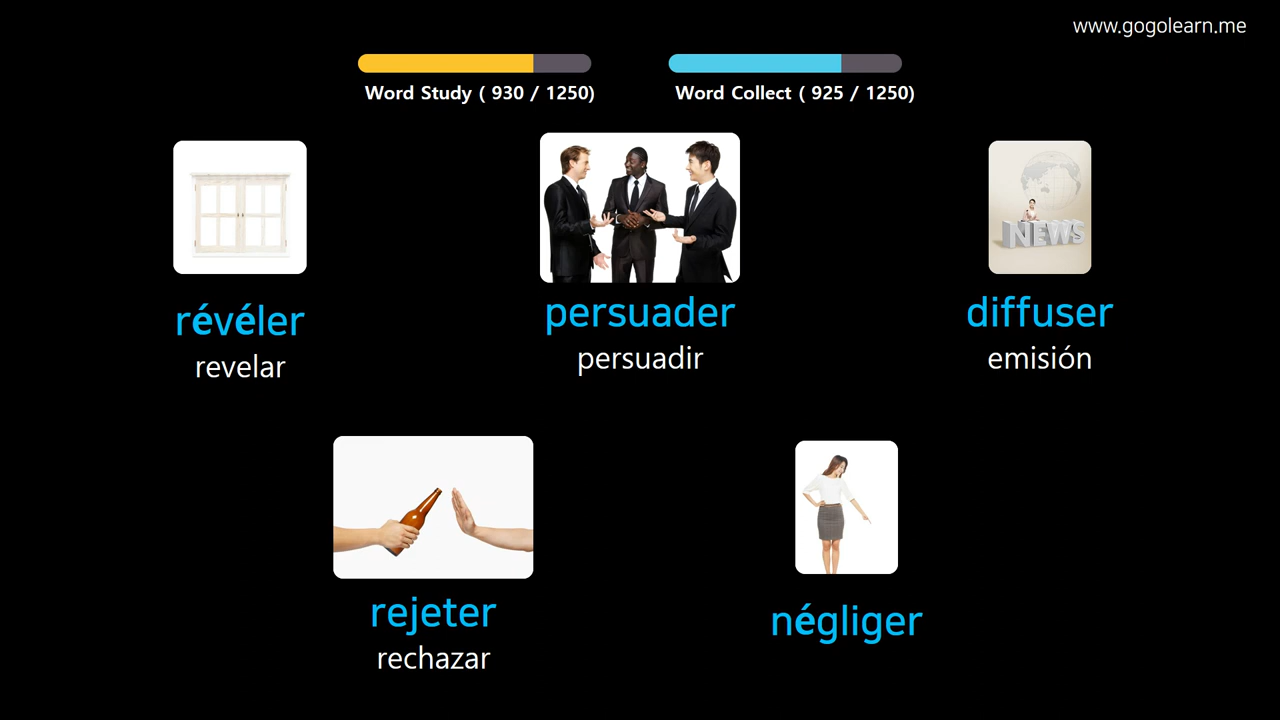 www.gogolearn.me
Word Study ( 930 / 1250)
Word Collect ( 925 / 1250)
NEWS
révéler
revelar
persuader
persuadir
diffuser
emisión
rejeter
rechazar
négliger